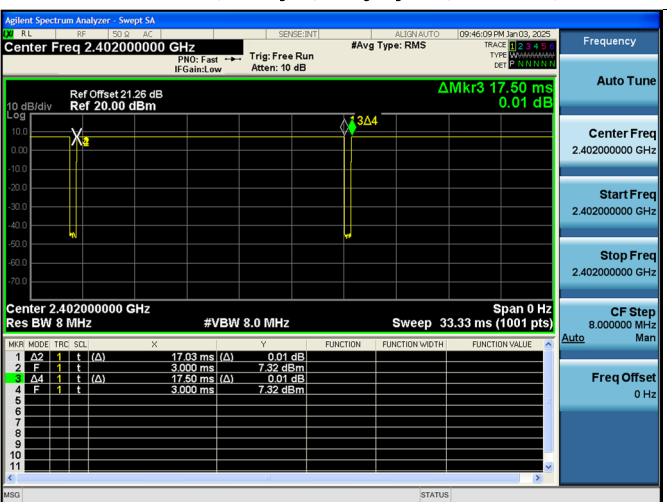 Agilent Spectrum Analyzer - Swept SA
RL RF 50 Ω AC SENSE:INT ALIGN AUTO 09:46:09 PM Jan 03, 2025
Center Freq 2.402000000 GHz #Avg Type: RMS TRACE 1 2 3 4 5 6
PNO: Fast Trig: Free Run TYPE
IFGain:Low Atten: 10 dB DET P N N N N N
Frequency
Auto Tune
Center Freq
2.402000000 GHz
Start Freq
2.402000000 GHz
Stop Freq
2.402000000 GHz
CF Step
8.000000 MHz
Auto Man
Freq Offset
0 Hz
ΔMkr3 17.50 ms
0.01 dB
Ref Offset 21.26 dB
10 dB/div Ref 20.00 dBm
Log
10.0
0.00
-10.0
-20.0
-30.0
-40.0
-50.0
-60.0
-70.0
3Δ4
Center 2.402000000 GHz Span 0 Hz
Res BW 8 MHz #VBW 8.0 MHz Sweep 33.33 ms (1001 pts)
MKR MODE TRC SCL X Y FUNCTION FUNCTION WIDTH FUNCTION VALUE
1 Δ2 1 t (Δ) 17.03 ms (Δ) 0.01 dB
2 F 1 t 3.000 ms 7.32 dBm
3 Δ4 1 t (Δ) 17.50 ms (Δ) 0.01 dB
4 F 1 t 3.000 ms 7.32 dBm
5
6
7
8
9
10
11
MSG STATUS